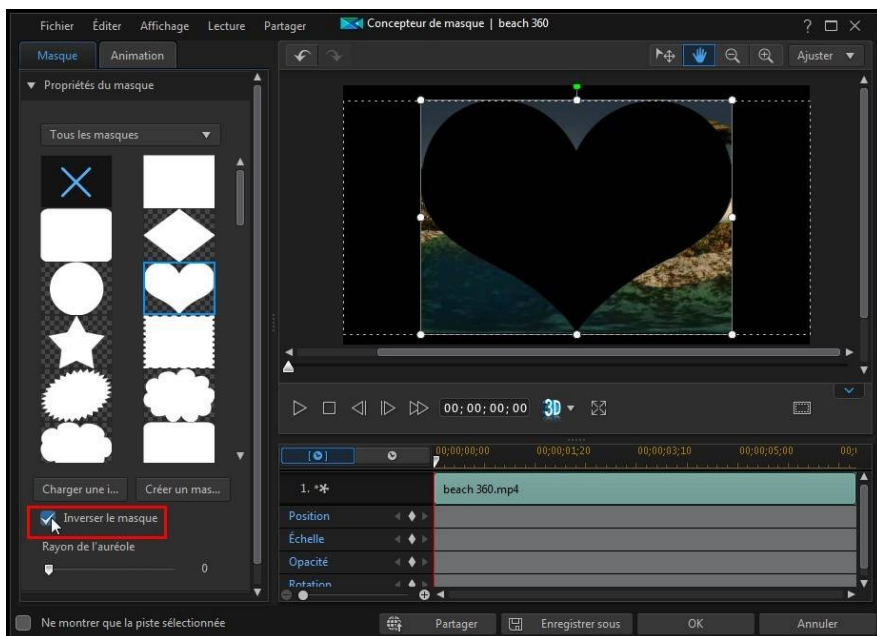 Fichier Éditer Affichage Lecture Partager Concepteur de masque | beach 360 ?
Masque Animation
Ajuster
Propriétés du masque
Tous les masques
00;00;00;00 3D
00;00;00;00 00;00;01;20 00;00;03;10 00;00;05;00 00;
1.
beach 360.mp4
Charger une i... Créer un mas...
Position
Inverser le masque
Échelle
Rayon de l'auréole
Opacité
0
Rotation
Ne montrer que la piste sélectionnée
Partager Enregistrer sous OK Annuler